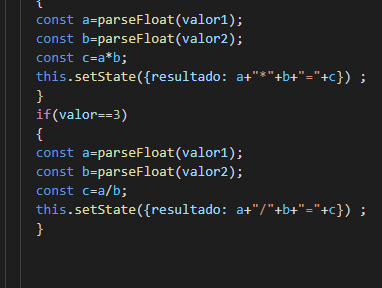 {
const a=parseFloat(valor1);
const b=parseFloat(valor2);
const c=a*b;
this.setState({resultado: a+"*"+b+"="+c}) ;
}
if(valor==3)
{
const a=parseFloat(valor1);
const b=parseFloat(valor2);
const c=a/b;
this.setState({resultado: a+"/"+b+"="+c}) ;
}